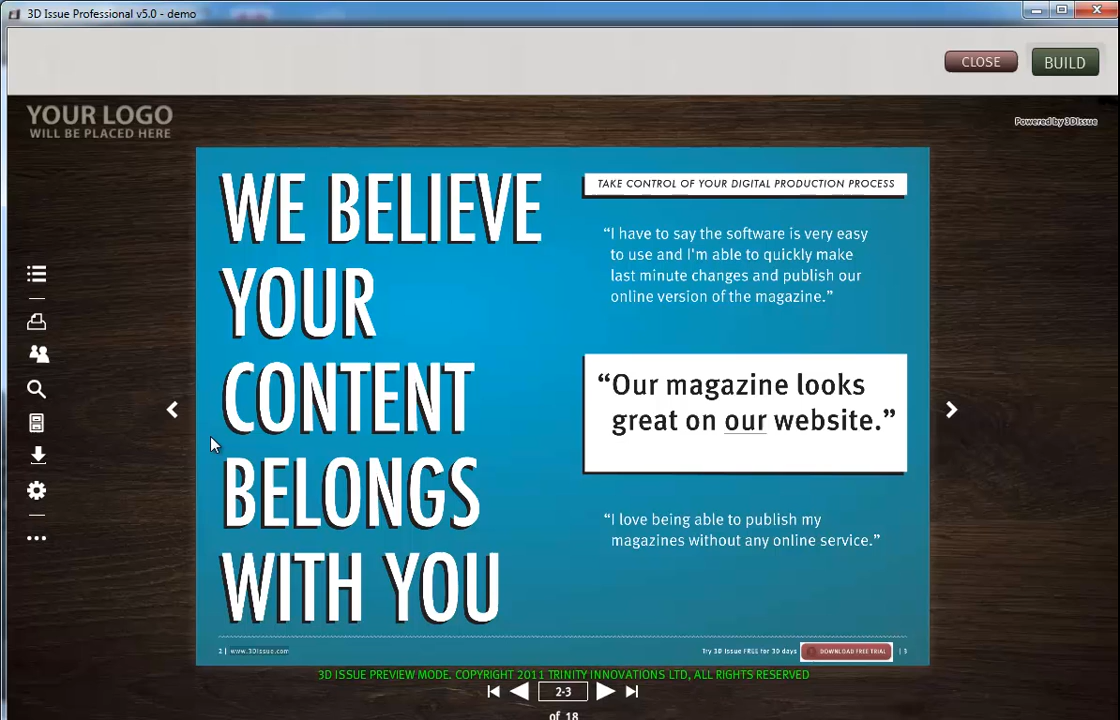 3D Issue Professional v5.0 - demo
CLOSE
BUILD
YOUR LOGO
WILL BE PLACED HERE
Powered by 3DIssue
WE BELIEVE
YOUR
CONTENT
BELONGS
WITH YOU
TAKE CONTROL OF YOUR DIGITAL PRODUCTION PROCESS
“I have to say the software is very easy
to use and I'm able to quickly make
last minute changes and publish our
online version of the magazine.”
“Our magazine looks
great on our website.”
“I love being able to publish my
magazines without any online service.”
2 | www.3Dissue.com
Try 3D Issue FREE for 30 days
DOWNLOAD FREE TRIAL
| 3
3D ISSUE PREVIEW MODE. COPYRIGHT 2011 TRINITY INNOVATIONS LTD, ALL RIGHTS RESERVED
2-3
of 18